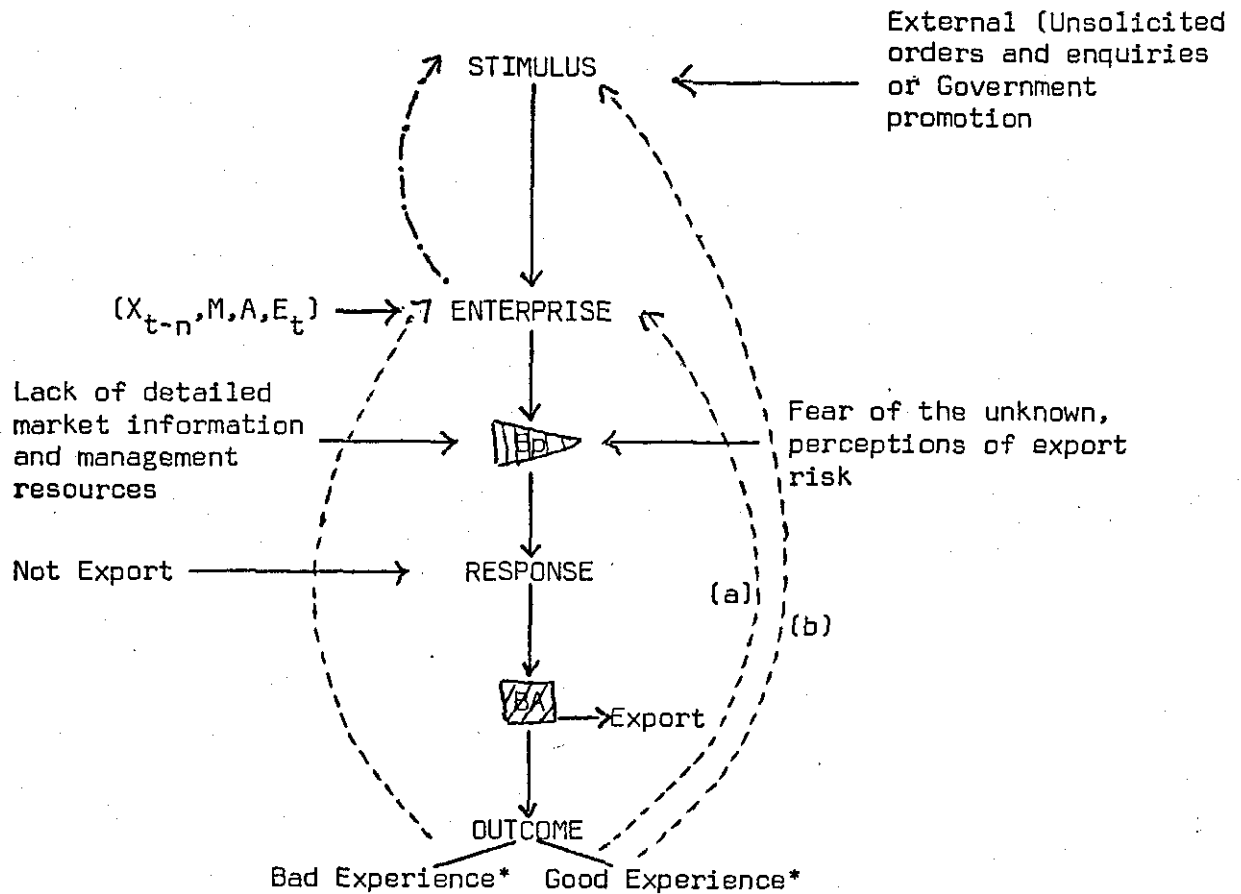 External (Unsolicited
orders and enquiries
or Government
promotion
STIMULUS
(X_{t-n},M,A,E_t)
ENTERPRISE
Lack of detailed
market information
and management
resources
Bp
Fear of the unknown,
perceptions of export
risk
Not Export
RESPONSE
(a)
(b)
BA
Export
OUTCOME
Bad Experience*
Good Experience*